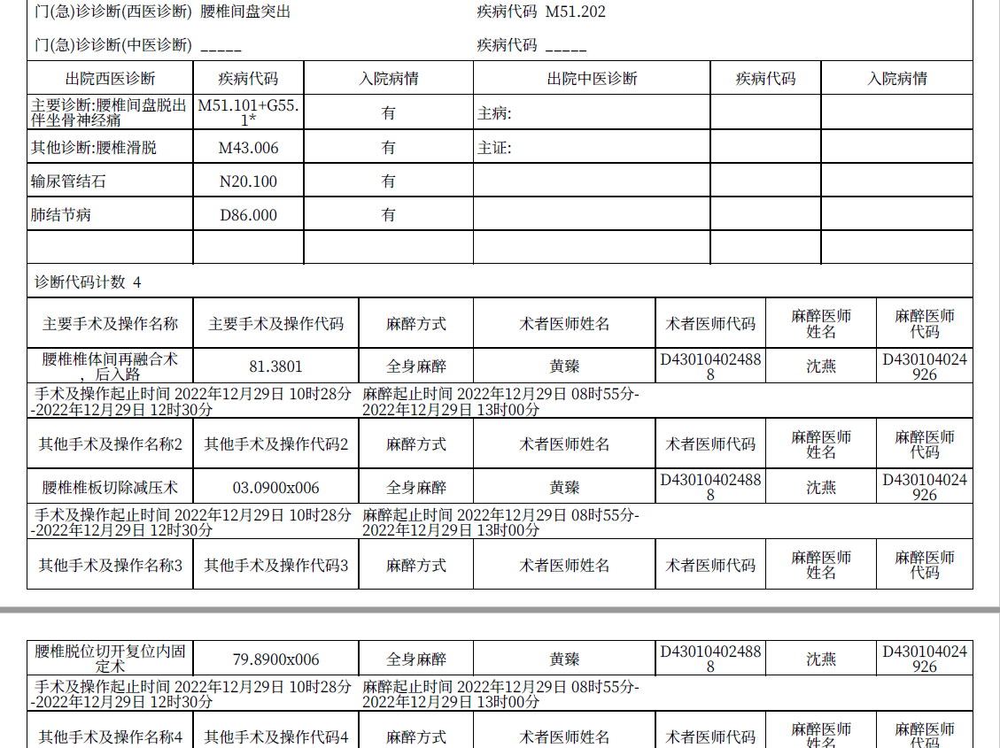 门(急)诊诊断(西医诊断) 腰椎间盘突出 疾病代码 M51.202
门(急)诊诊断(中医诊断) _____ 疾病代码 _____
出院西医诊断 疾病代码 入院病情 出院中医诊断 疾病代码 入院病情
主要诊断:腰椎间盘脱出
伴坐骨神经痛 M51.101+G55.
1* 有 主病:
其他诊断:腰椎滑脱 M43.006 有 主证:
输尿管结石 N20.100 有
肺结节病 D86.000 有
诊断代码计数 4
主要手术及操作名称 主要手术及操作代码 麻醉方式 术者医师姓名 术者医师代码 麻醉医师
姓名 麻醉医师
代码
腰椎椎体间再融合术
，后入路 81.3801 全身麻醉 黄臻 D43010402488
8 沈燕 D430104024
926
手术及操作起止时间 2022年12月29日 10时28分
-2022年12月29日 12时30分 麻醉起止时间 2022年12月29日 08时55分-
2022年12月29日 13时00分
其他手术及操作名称2 其他手术及操作代码2 麻醉方式 术者医师姓名 术者医师代码 麻醉医师
姓名 麻醉医师
代码
腰椎椎板切除减压术 03.0900x006 全身麻醉 黄臻 D43010402488
8 沈燕 D430104024
926
手术及操作起止时间 2022年12月29日 10时28分
-2022年12月29日 12时30分 麻醉起止时间 2022年12月29日 08时55分-
2022年12月29日 13时00分
其他手术及操作名称3 其他手术及操作代码3 麻醉方式 术者医师姓名 术者医师代码 麻醉医师
姓名 麻醉医师
代码
腰椎脱位切开复位内固
定术 79.8900x006 全身麻醉 黄臻 D43010402488
8 沈燕 D430104024
926
手术及操作起止时间 2022年12月29日 10时28分
-2022年12月29日 12时30分 麻醉起止时间 2022年12月29日 08时55分-
2022年12月29日 13时00分
其他手术及操作名称4 其他手术及操作代码4 麻醉方式 术者医师姓名 术者医师代码 麻醉医师
姓名 麻醉医师
代码